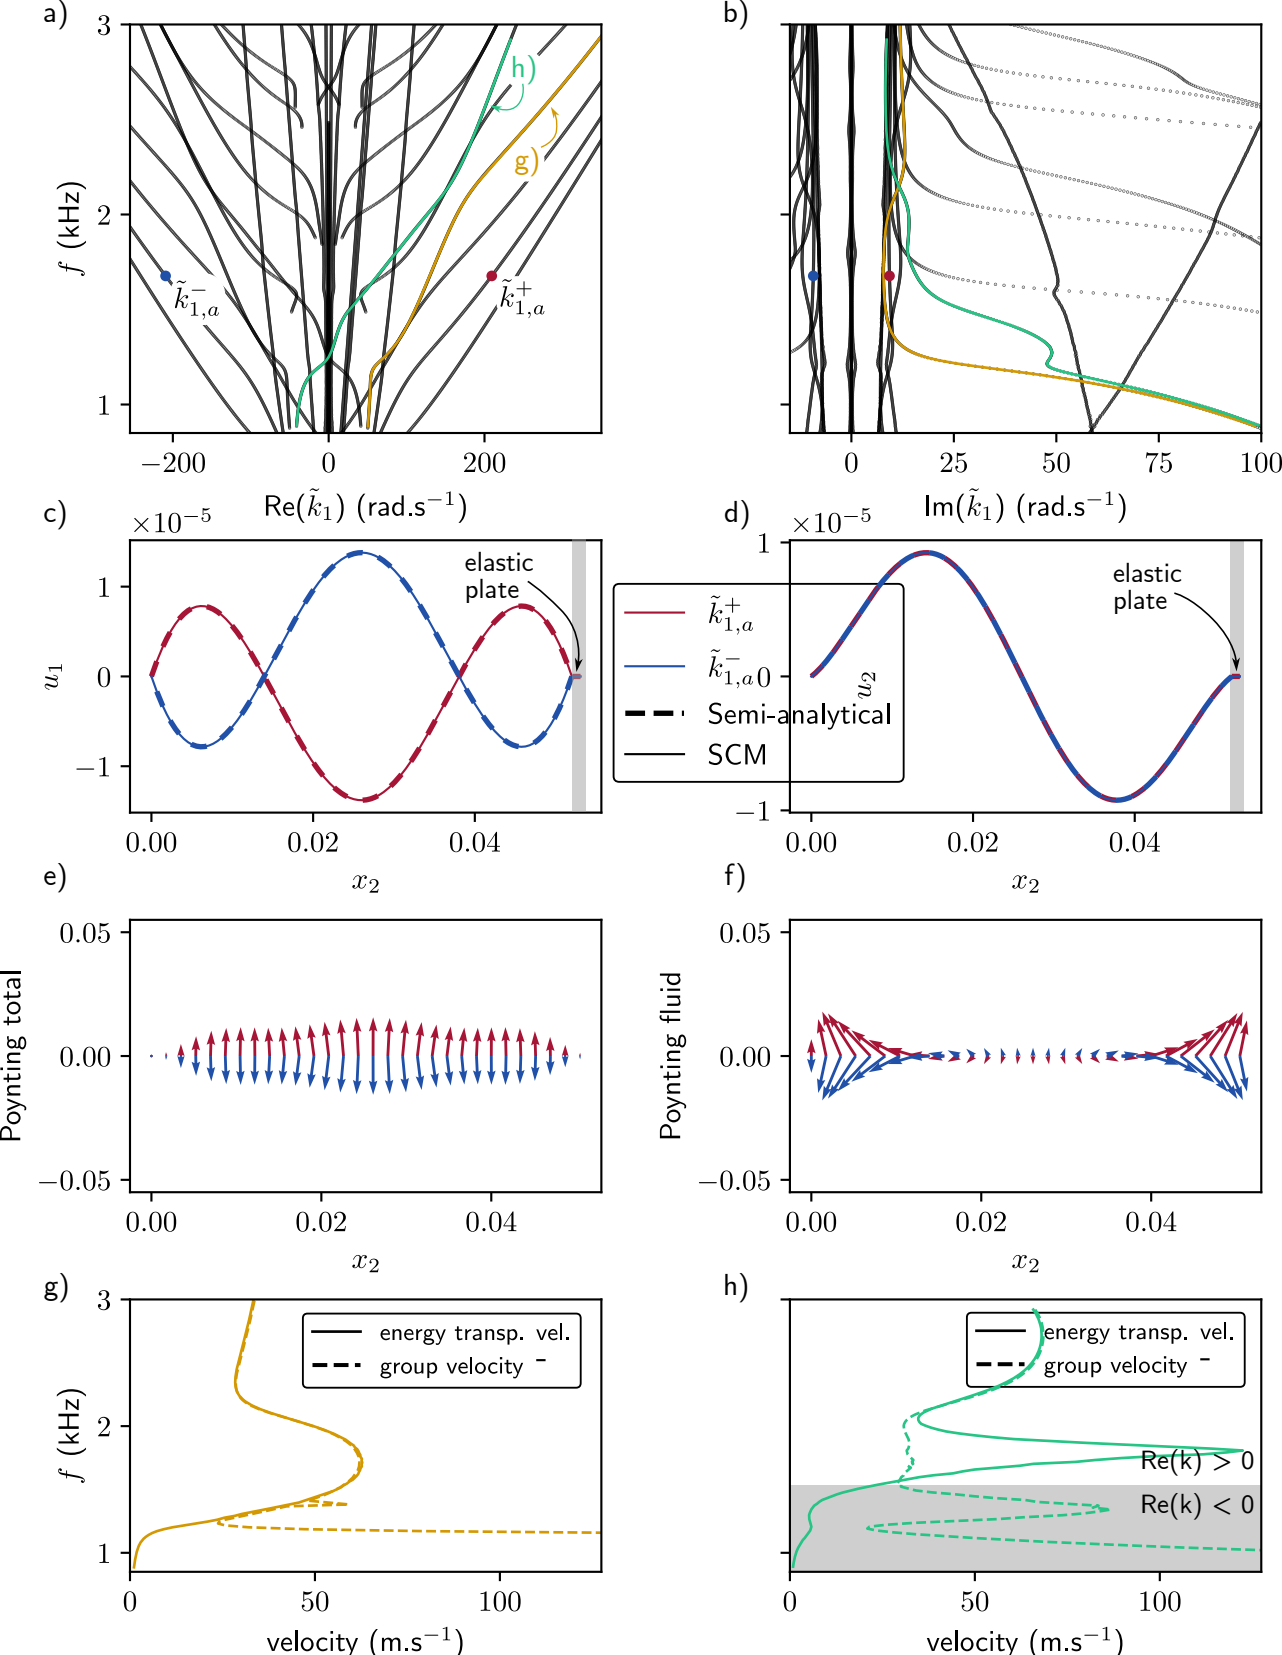 a)
3
2
1
f (kHz)
h)
g)
k̃⁻₁,ₐ
k̃⁺₁,ₐ
−200
0
200
Re(k̃₁) (rad.s⁻¹)
b)
0
25
50
75
100
Im(k̃₁) (rad.s⁻¹)
c)
×10⁻⁵
1
0
−1
u₁
elastic
plate
0.00
0.02
0.04
x₂
k̃⁺₁,ₐ
k̃⁻₁,ₐ
Semi-analytical
SCM
d)
×10⁻⁵
1
0
−1
u₂
elastic
plate
0.00
0.02
0.04
x₂
e)
0.05
0.00
−0.05
Poynting total
0.00
0.02
0.04
x₂
f)
0.05
0.00
−0.05
Poynting fluid
0.00
0.02
0.04
x₂
g)
3
2
1
f (kHz)
energy transp. vel.
group velocity
0
50
100
velocity (m.s⁻¹)
h)
energy transp. vel.
group velocity
Re(k) > 0
Re(k) < 0
0
50
100
velocity (m.s⁻¹)